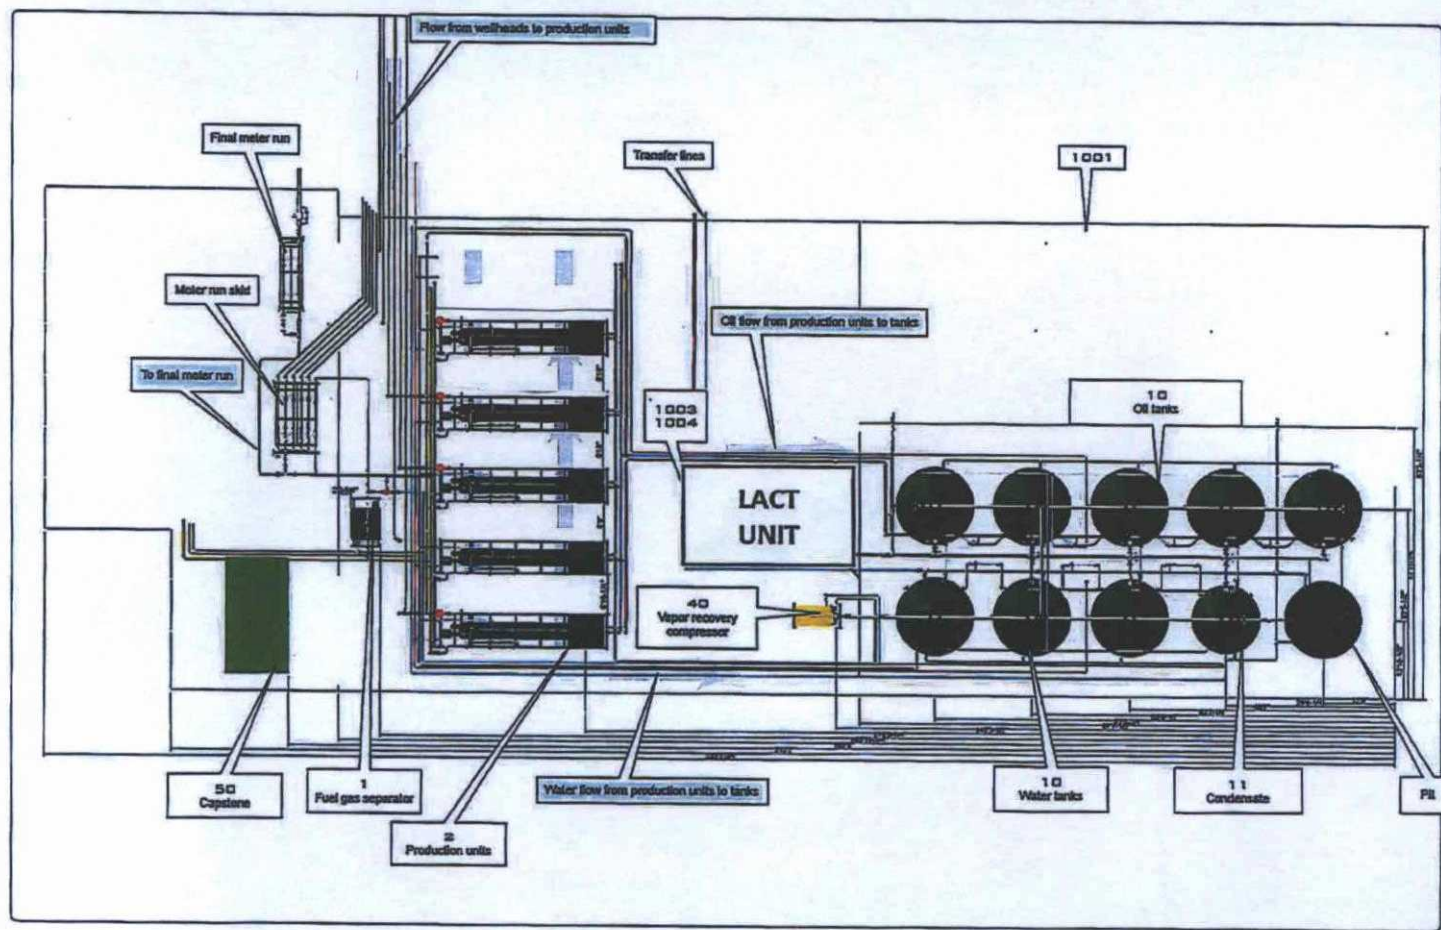 Flow from wellheads to production units
Final meter run
Transfer lines
1001
Meter run skid
To final meter run
Oil flow from production units to tanks
1003
1004
10
Oil tanks
LACT
UNIT
40
Vapor recovery
compressor
50
Capstone
1
Fuel gas separator
2
Production units
Water flow from production units to tanks
10
Water tanks
11
Condensate
Pit